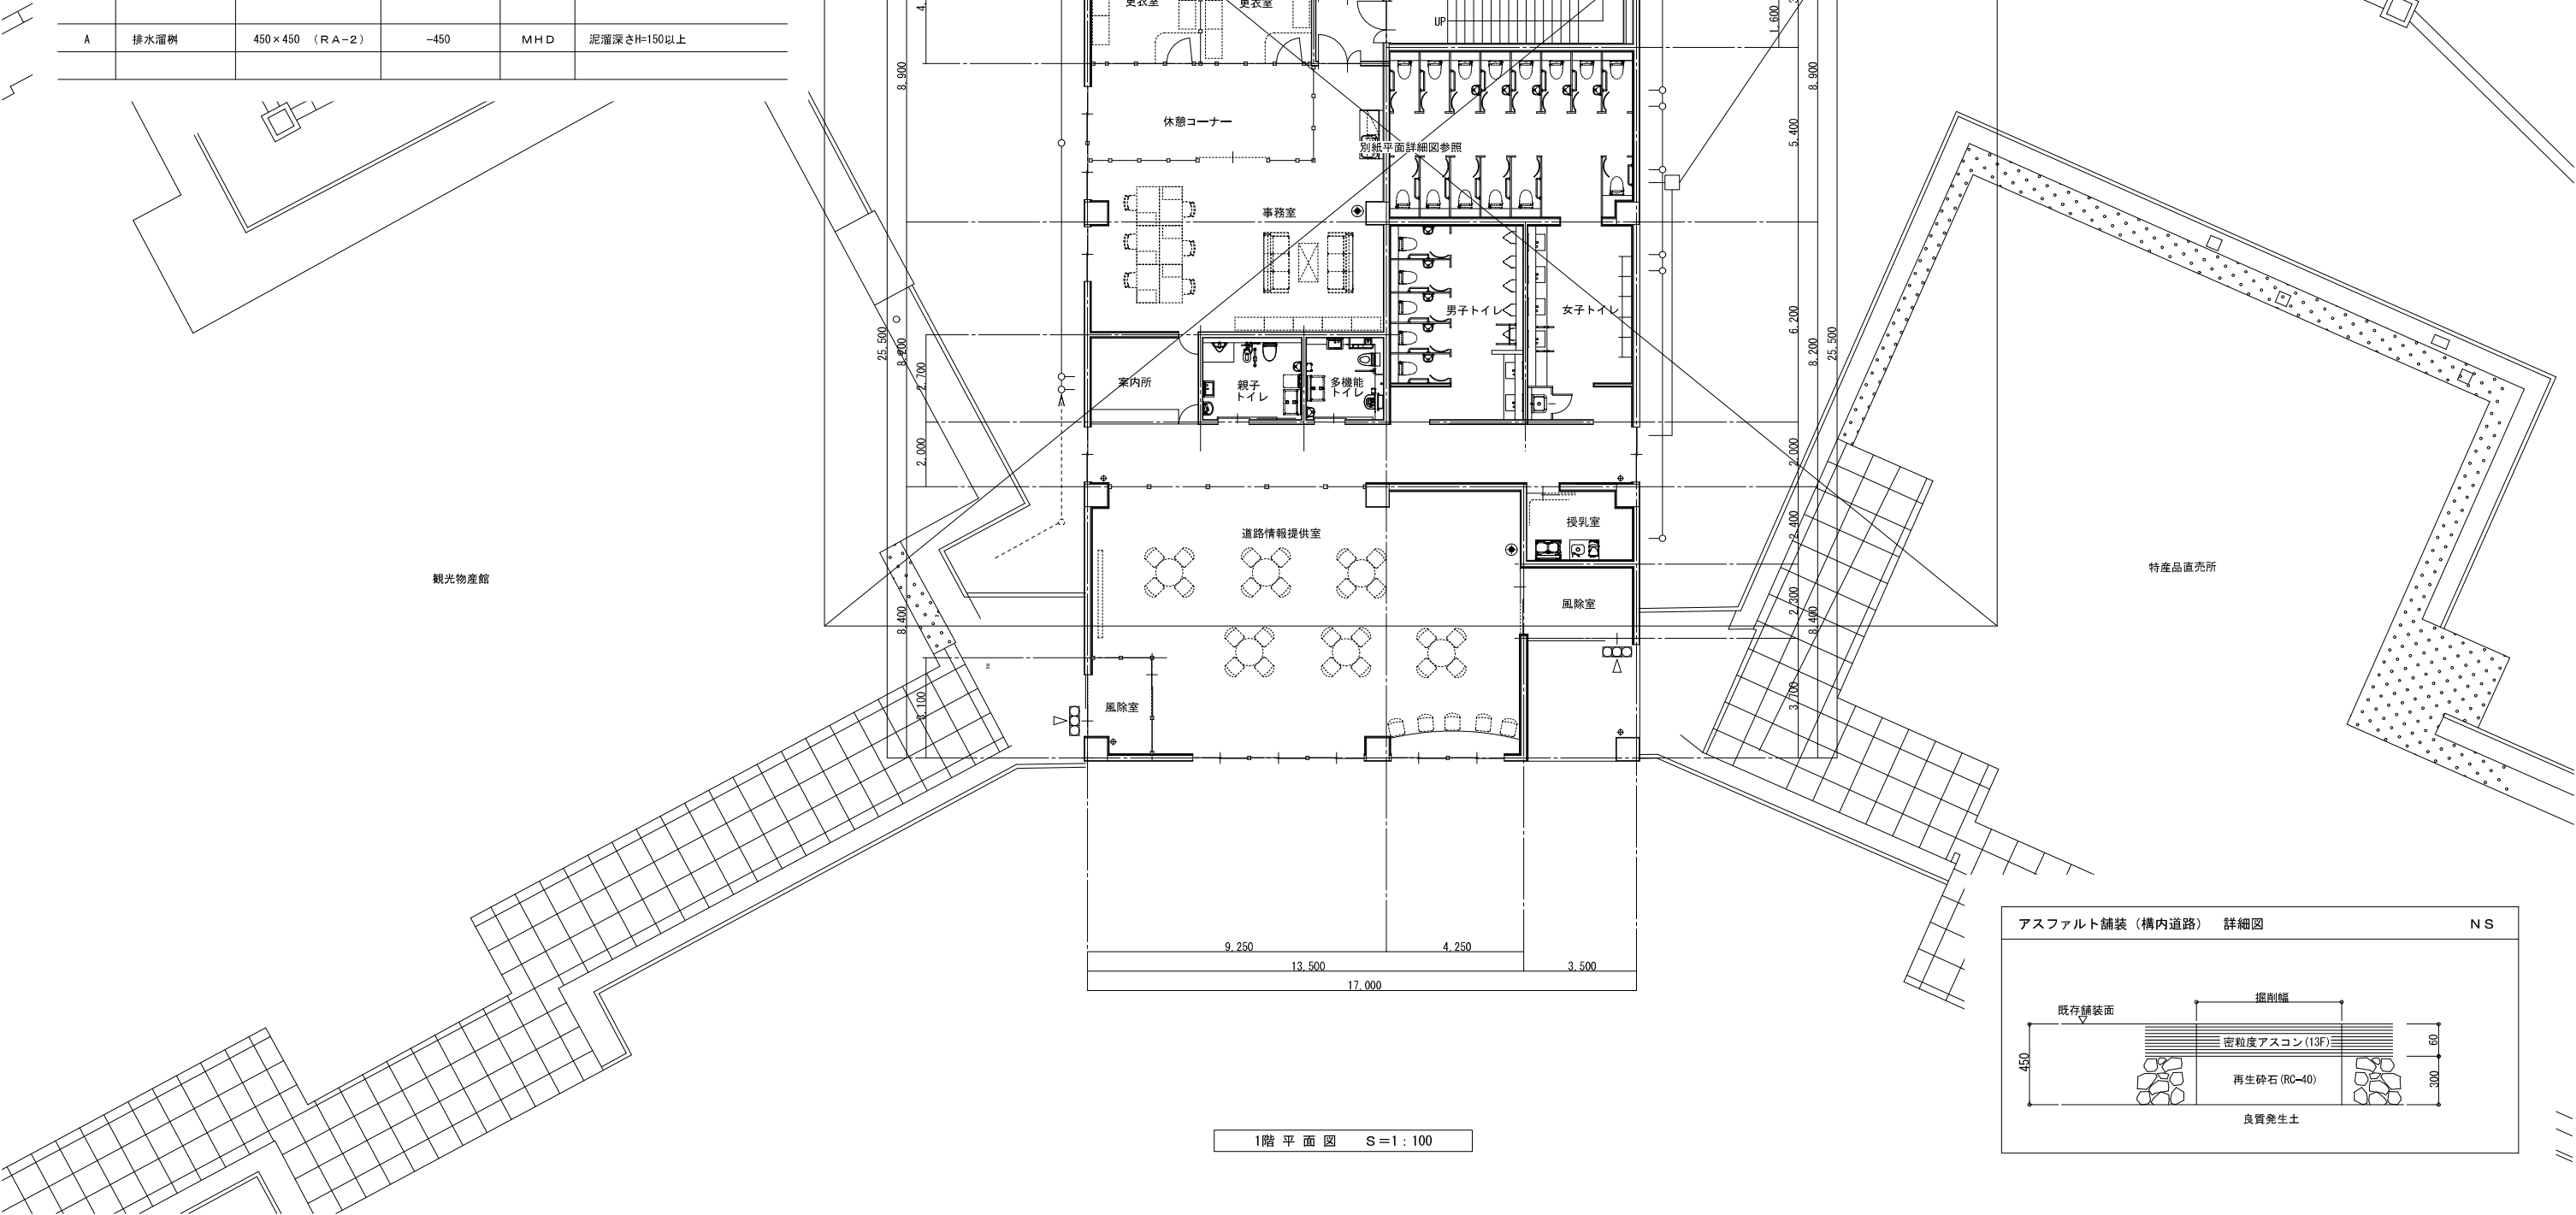 更衣室
更衣室
UP
1,600
A 排水溜桝 450×450 （ＲＡ−２） −450 ＭＨＤ 泥溜深さH=150以上
8,900
8,900
休憩コーナー
5,400
別紙平面詳細図参照
事務室
男子トイレ
女子トイレ
6,200
25,500
8,200
8,200
25,500
2,700
案内所
親子
トイレ
多機能
トイレ
2,000
2,000
道路情報提供室
授乳室
2,400
観光物産館
特産品直売所
風除室
2,300
8,400
8,400
風除室
3,100
3,700
9,250
4,250
13,500
3,500
17,000
アスファルト舗装（構内道路） 詳細図 ＮＳ
掘削幅
既存舗装面
密粒度アスコン(13F)
60
450
再生砕石(RC−40)
300
良質発生土
1階 平 面 図 Ｓ＝1：100